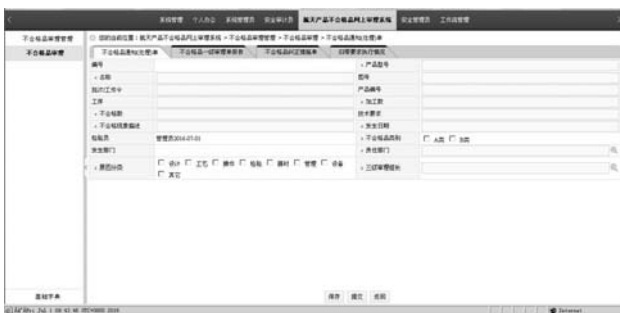 系统管理 个人办公 系统管理 安全审计员 航天产品不合格品网上审理系统 安全管理员 工作流管理
不合格品审理管理
您的当前位置：航天产品不合格品网上审理系统 > 不合格品审理管理 > 不合格品审理 > 不合格品通知(处理)单
不合格品审理
不合格品通知(处理)单 不合格品一级审理单报表 不合格品纠正措施单 归零要求执行情况
编号 * 产品型号
* 名称 图号
批次/工作令 产品编号
工序 * 加工数
* 不合格数 技术要求
* 不合格现象描述 * 发生日期
检验员 管理员2016-07-01 * 不合格品类别 A类 B类
发生部门 * 责任部门
* 原因分类 设计 工艺 操作 检验 器材 管理 设备 其它 * 三级审理组长
基础字典
保存 提交 返回
Internet